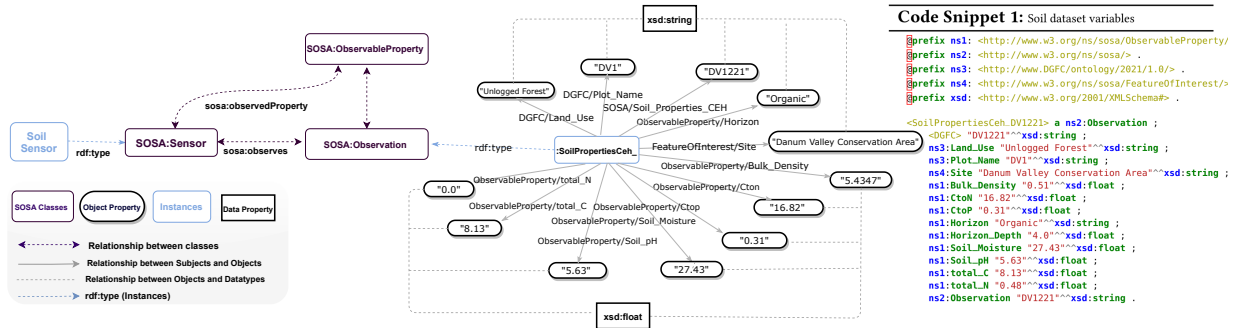 xsd:string
SOSA:ObservableProperty
"Unlogged Forest"
"DV1"
"DV1221"
"Organic"
DGFC/Plot_Name
DGFC/Land_Use
SOSA/Soil_Properties_CEH
ObservableProperty/Horizon
sosa:observedProperty
Soil
Sensor
rdf:type
SOSA:Sensor
sosa:observes
SOSA:Observation
rdf:type
:SoilPropertiesCeh_
FeatureOfInterest/Site
"Danum Valley Conservation Area"
ObservableProperty/Bulk_Density
"5.4347"
ObservableProperty/total_N
"0.0"
ObservableProperty/Cton
"16.82"
ObservableProperty/total_C
ObservableProperty/Ctop
"8.13"
ObservableProperty/Soil_Moisture
"0.31"
ObservableProperty/Soil_pH
"5.63"
"27.43"
xsd:float
SOSA Classes
Object Property
Instances
Data Property
Relationship between classes
Relationship between Subjects and Objects
Relationship between Objects and Datatypes
rdf:type (Instances)
Code Snippet 1: Soil dataset variables
@prefix ns1: <http://www.w3.org/ns/sosa/ObservableProperty/
@prefix ns2: <http://www.w3.org/ns/sosa/> .
@prefix ns3: <http://www.DGFC/ontology/2021/1.0/> .
@prefix ns4: <http://www.w3.org/ns/sosa/FeatureOfInterest/>
@prefix xsd: <http://www.w3.org/2001/XMLSchema#> .
<SoilPropertiesCeh_DV1221> a ns2:Observation ;
<DGFC> "DV1221"^^xsd:string ;
ns3:Land_Use "Unlogged Forest"^^xsd:string ;
ns3:Plot_Name "DV1"^^xsd:string ;
ns4:Site "Danum Valley Conservation Area"^^xsd:string ;
ns1:Bulk_Density "0.51"^^xsd:float ;
ns1:CtoN "16.82"^^xsd:float ;
ns1:CtoP "0.31"^^xsd:float ;
ns1:Horizon "Organic"^^xsd:string ;
ns1:Horizon_Depth "4.0"^^xsd:float ;
ns1:Soil_Moisture "27.43"^^xsd:float ;
ns1:Soil_pH "5.63"^^xsd:float ;
ns1:total_C "8.13"^^xsd:float ;
ns1:total_N "0.48"^^xsd:float ;
ns2:Observation "DV1221"^^xsd:string .